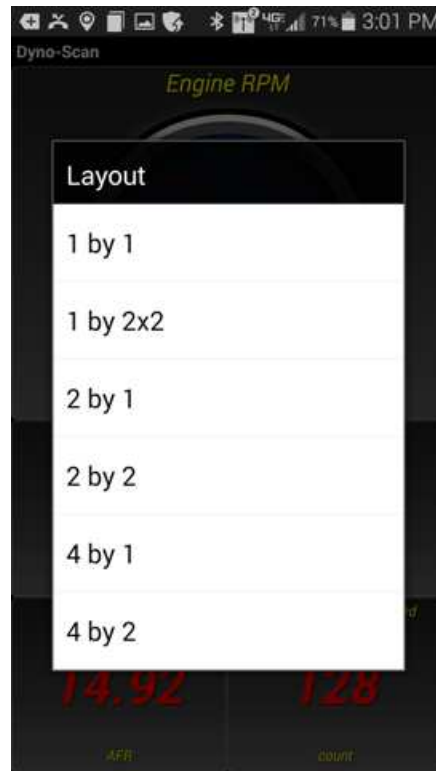 4G 71% 3:01 PM
Dyno-Scan
Engine RPM
Layout
1 by 1
1 by 2x2
2 by 1
2 by 2
4 by 1
4 by 2
14.92 128
AFR count